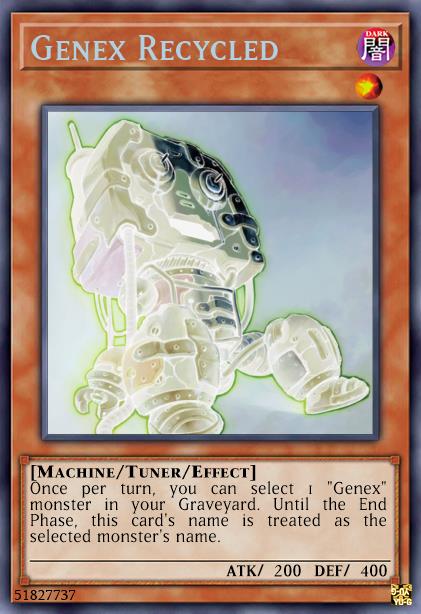 Genex Recycled
DARK
闇
[Machine/Tuner/Effect]
Once per turn, you can select 1 "Genex"
monster in your Graveyard. Until the End
Phase, this card's name is treated as the
selected monster's name.
ATK/ 200 DEF/ 400
51827737